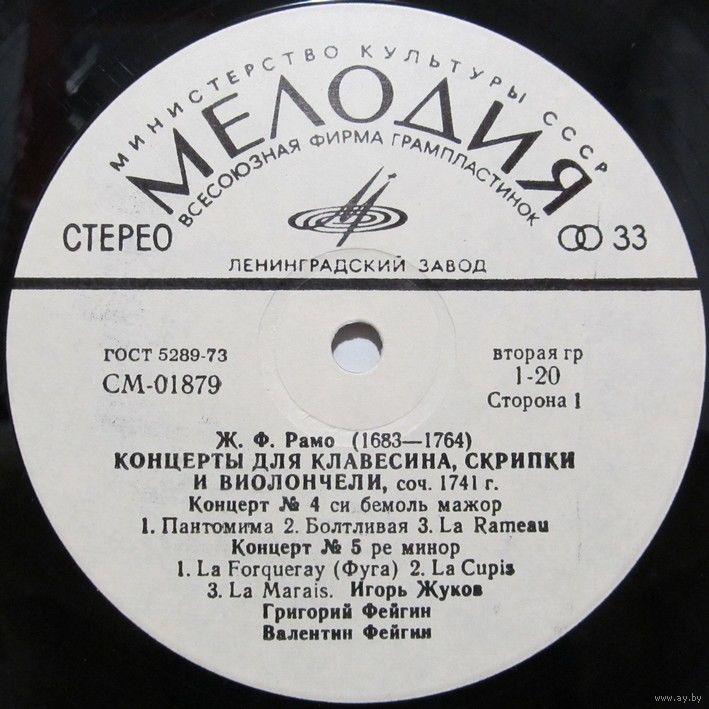 МИНИСТЕРСТВО КУЛЬТУРЫ СССР
МЕЛОДИЯ
ВСЕСОЮЗНАЯ ФИРМА ГРАМПЛАСТИНОК
СТЕРЕО
33
ЛЕНИНГРАДСКИЙ ЗАВОД
ГОСТ 5289-73
СМ-01879
вторая гр
1-20
Сторона 1
Ж. Ф. Рамо (1683—1764)
КОНЦЕРТЫ ДЛЯ КЛАВЕСИНА, СКРИПКИ
И ВИОЛОНЧЕЛИ, соч. 1741 г.
Концерт № 4 си бемоль мажор
1. Пантомима 2. Болтливая 3. La Rameau
Концерт № 5 ре минор
1. La Forqueray (Фуга) 2. La Cupis
3. La Marais. Игорь Жуков
Григорий Фейгин
Валентин Фейгин
www.ay.by